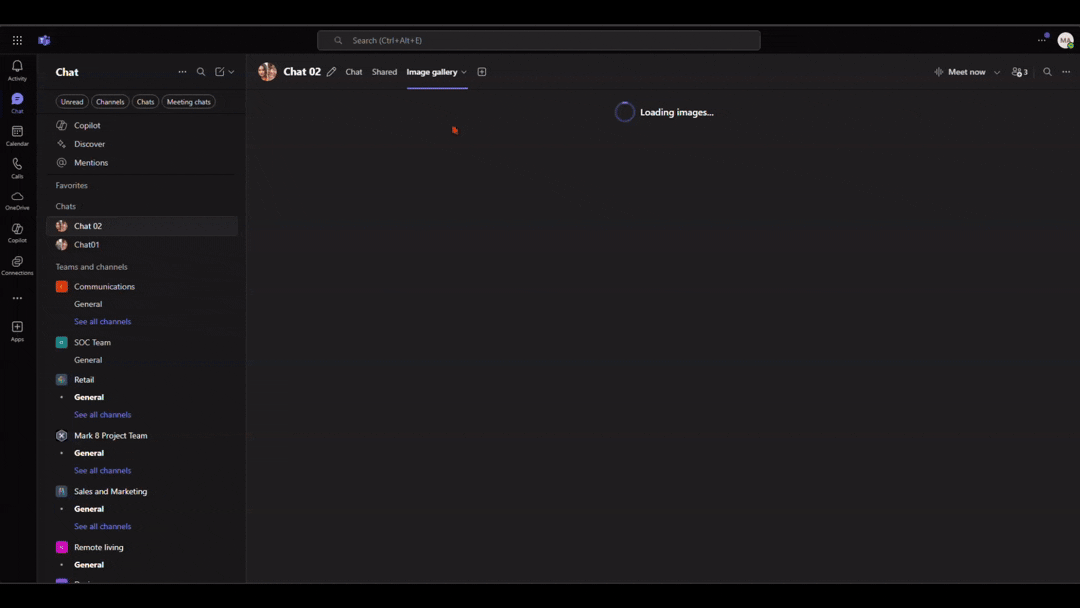 Search (Ctrl+Alt+E)
MA
Activity
Chat
Calendar
Calls
OneDrive
Copilot
Connections
Apps
Chat
Unread
Channels
Chats
Meeting chats
Copilot
Discover
Mentions
Favorites
Chats
Chat 02
Chat01
Teams and channels
Communications
General
See all channels
SOC Team
General
Retail
General
See all channels
Mark 8 Project Team
General
See all channels
Sales and Marketing
General
See all channels
Remote living
General
Chat 02
Chat
Shared
Image gallery
Meet now
3
Loading images...